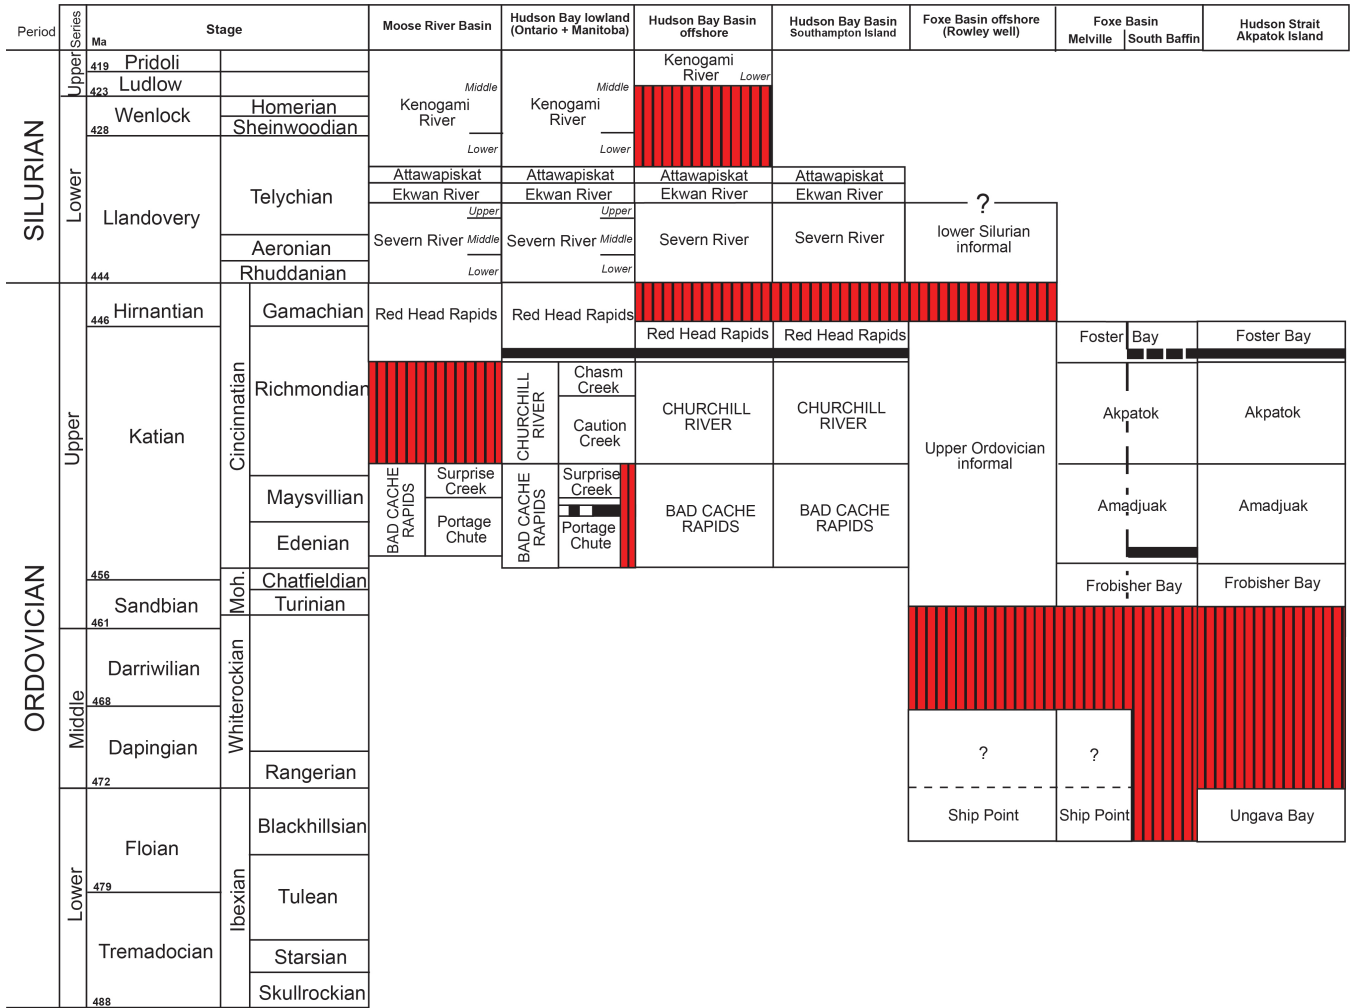 Period
Series
Ma
Stage
Moose River Basin
Hudson Bay lowland
(Ontario + Manitoba)
Hudson Bay Basin
offshore
Hudson Bay Basin
Southampton Island
Foxe Basin offshore
(Rowley well)
Foxe Basin
Melville
South Baffin
Hudson Strait
Akpatok Island
SILURIAN
Upper
Lower
419
Pridoli
423
Ludlow
428
Wenlock
Homerian
Sheinwoodian
Llandovery
444
Telychian
Aeronian
Rhuddanian
Kenogami
River
Middle
Lower
Kenogami
River
Middle
Lower
Kenogami
River
Lower
Attawapiskat
Attawapiskat
Attawapiskat
Attawapiskat
Ekwan River
Ekwan River
Ekwan River
Ekwan River
Severn River
Upper
Middle
Lower
Severn River
Upper
Middle
Lower
Severn River
Severn River
?
lower Silurian
informal
ORDOVICIAN
Upper
Middle
Lower
Hirnantian
446
Katian
456
Sandbian
461
Darriwilian
468
Dapingian
472
Floian
479
Tremadocian
488
Cincinnatian
Moh.
Whiterockian
Ibexian
Gamachian
Richmondian
Maysvillian
Edenian
Chatfieldian
Turinian
Rangerian
Blackhillsian
Tulean
Starsian
Skullrockian
Red Head Rapids
Red Head Rapids
Red Head Rapids
Red Head Rapids
Foster Bay
Foster Bay
CHURCHILL
RIVER
Chasm
Creek
Caution
Creek
CHURCHILL
RIVER
CHURCHILL
RIVER
Upper Ordovician
informal
Akpatok
Akpatok
BAD CACHE
RAPIDS
Surprise
Creek
Portage
Chute
BAD CACHE
RAPIDS
Surprise
Creek
Portage
Chute
BAD CACHE
RAPIDS
BAD CACHE
RAPIDS
Amadjuak
Amadjuak
Frobisher Bay
Frobisher Bay
?
?
Ship Point
Ship Point
Ungava Bay